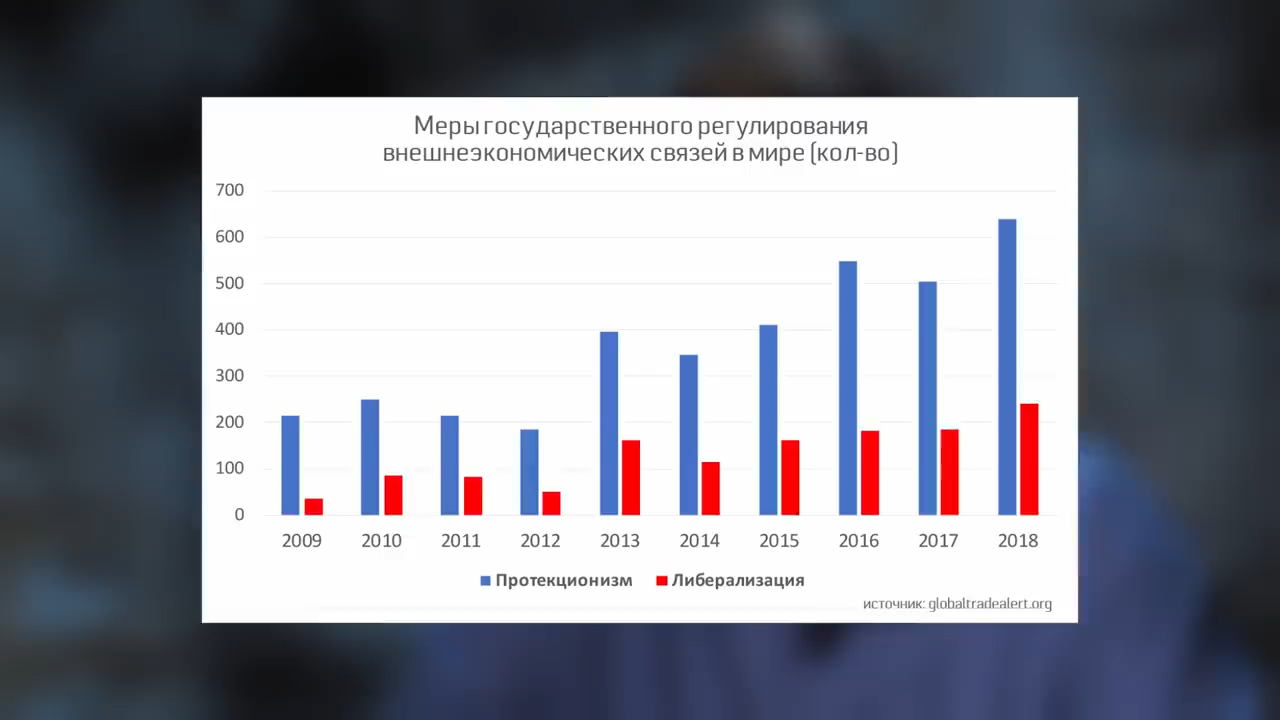 Меры государственного регулирования
внешнеэкономических связей в мире (кол-во)
700
600
500
400
300
200
100
0
2009 2010 2011 2012 2013 2014 2015 2016 2017 2018
Протекционизм Либерализация
источник: globaltradealert.org